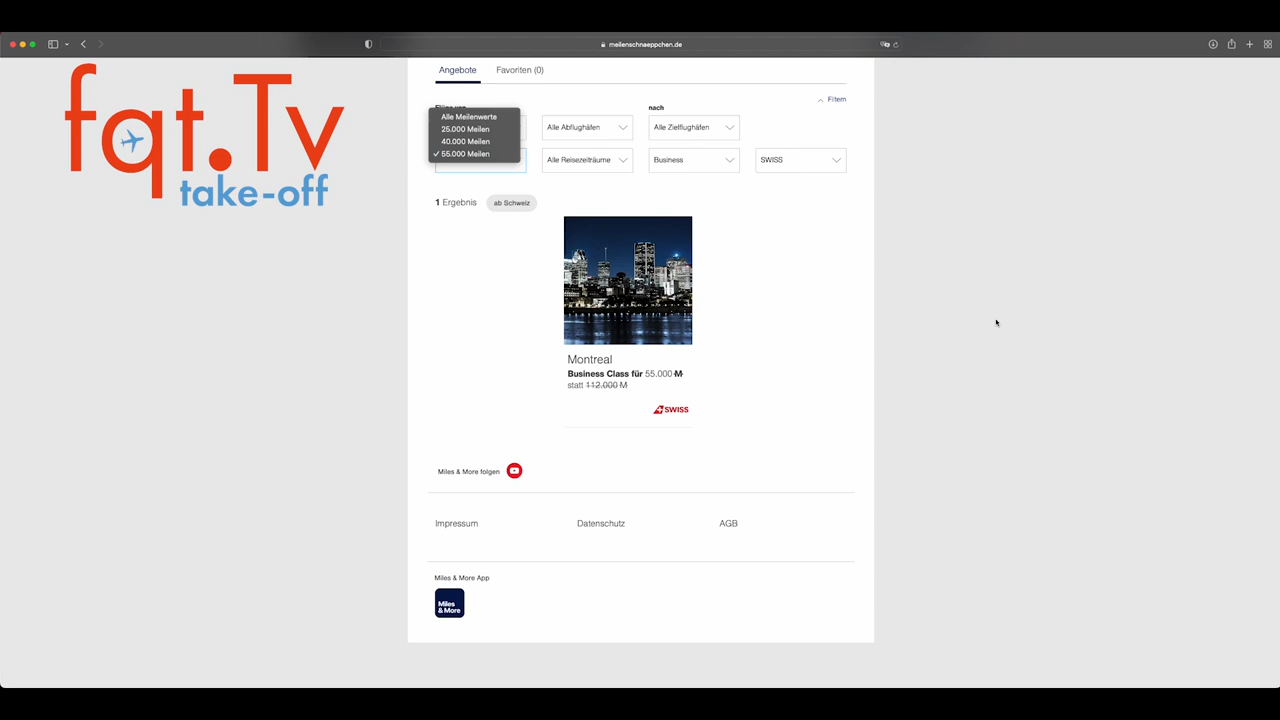 meilenschnaeppchen.de
fqt.Tv
take-off
Angebote
Favoriten (0)
Filtern
nach
Alle Meilenwerte
25.000 Meilen
40.000 Meilen
✓ 55.000 Meilen
Alle Abflughäfen
Alle Zielflughäfen
Alle Reisezeiträume
Business
SWISS
1 Ergebnis
ab Schweiz
Montreal
Business Class für 55.000 M
statt 112.000 M
SWISS
Miles & More folgen
Impressum
Datenschutz
AGB
Miles & More App
Miles
& More